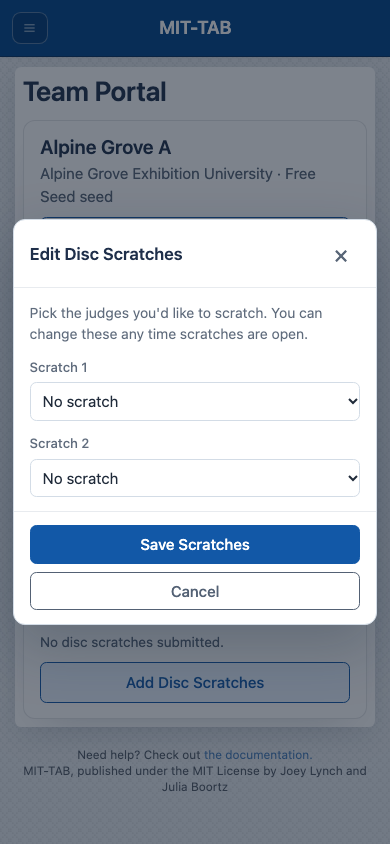 MIT-TAB
Team Portal
Alpine Grove A
Alpine Grove Exhibition University · Free
Seed seed
Edit Disc Scratches
Pick the judges you'd like to scratch. You can
change these any time scratches are open.
Scratch 1
No scratch
Scratch 2
No scratch
Save Scratches
Cancel
No disc scratches submitted.
Add Disc Scratches
Need help? Check out the documentation.
MIT-TAB, published under the MIT License by Joey Lynch and
Julia Boortz